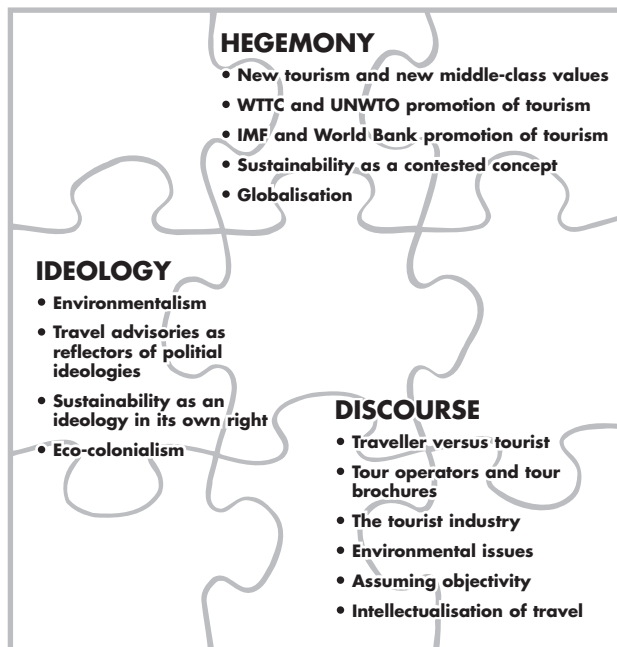 HEGEMONY
• New tourism and new middle-class values
• WTTC and UNWTO promotion of tourism
• IMF and World Bank promotion of tourism
• Sustainability as a contested concept
• Globalisation
IDEOLOGY
• Environmentalism
• Travel advisories as
reflectors of politial
ideologies
• Sustainability as an
ideology in its own right
• Eco-colonialism
DISCOURSE
• Traveller versus tourist
• Tour operators and tour
brochures
• The tourist industry
• Environmental issues
• Assuming objectivity
• Intellectualisation of travel